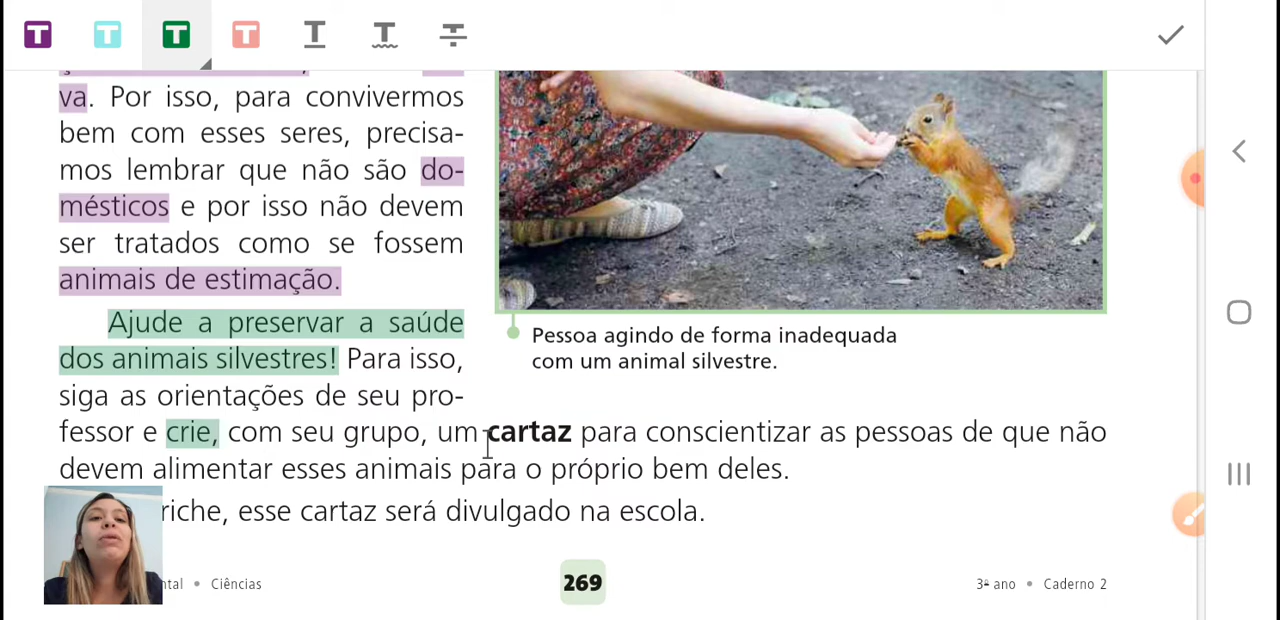 va. Por isso, para convivermos
bem com esses seres, precisa-
mos lembrar que não são do-
mésticos e por isso não devem
ser tratados como se fossem
animais de estimação.
Ajude a preservar a saúde
dos animais silvestres! Para isso,
siga as orientações de seu pro-
fessor e crie, com seu grupo, um cartaz para conscientizar as pessoas de que não
devem alimentar esses animais para o próprio bem deles.
riche, esse cartaz será divulgado na escola.
Pessoa agindo de forma inadequada
com um animal silvestre.
ntal • Ciências
269
3º ano • Caderno 2